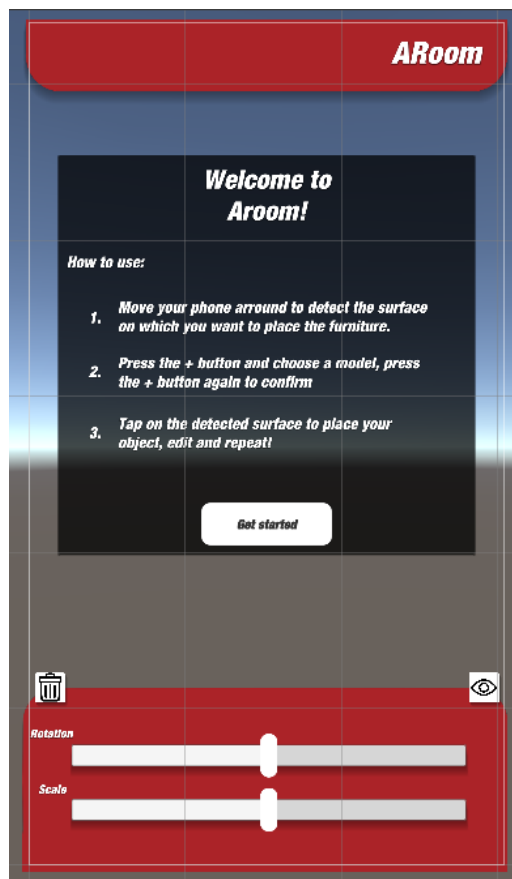 ARoom
Welcome to
Aroom!
How to use:
1. Move your phone arround to detect the surface
on which you want to place the furniture.
2. Press the + button and choose a model, press
the + button again to confirm
3. Tap on the detected surface to place your
object, edit and repeat!
Get started
Rotation
Scale